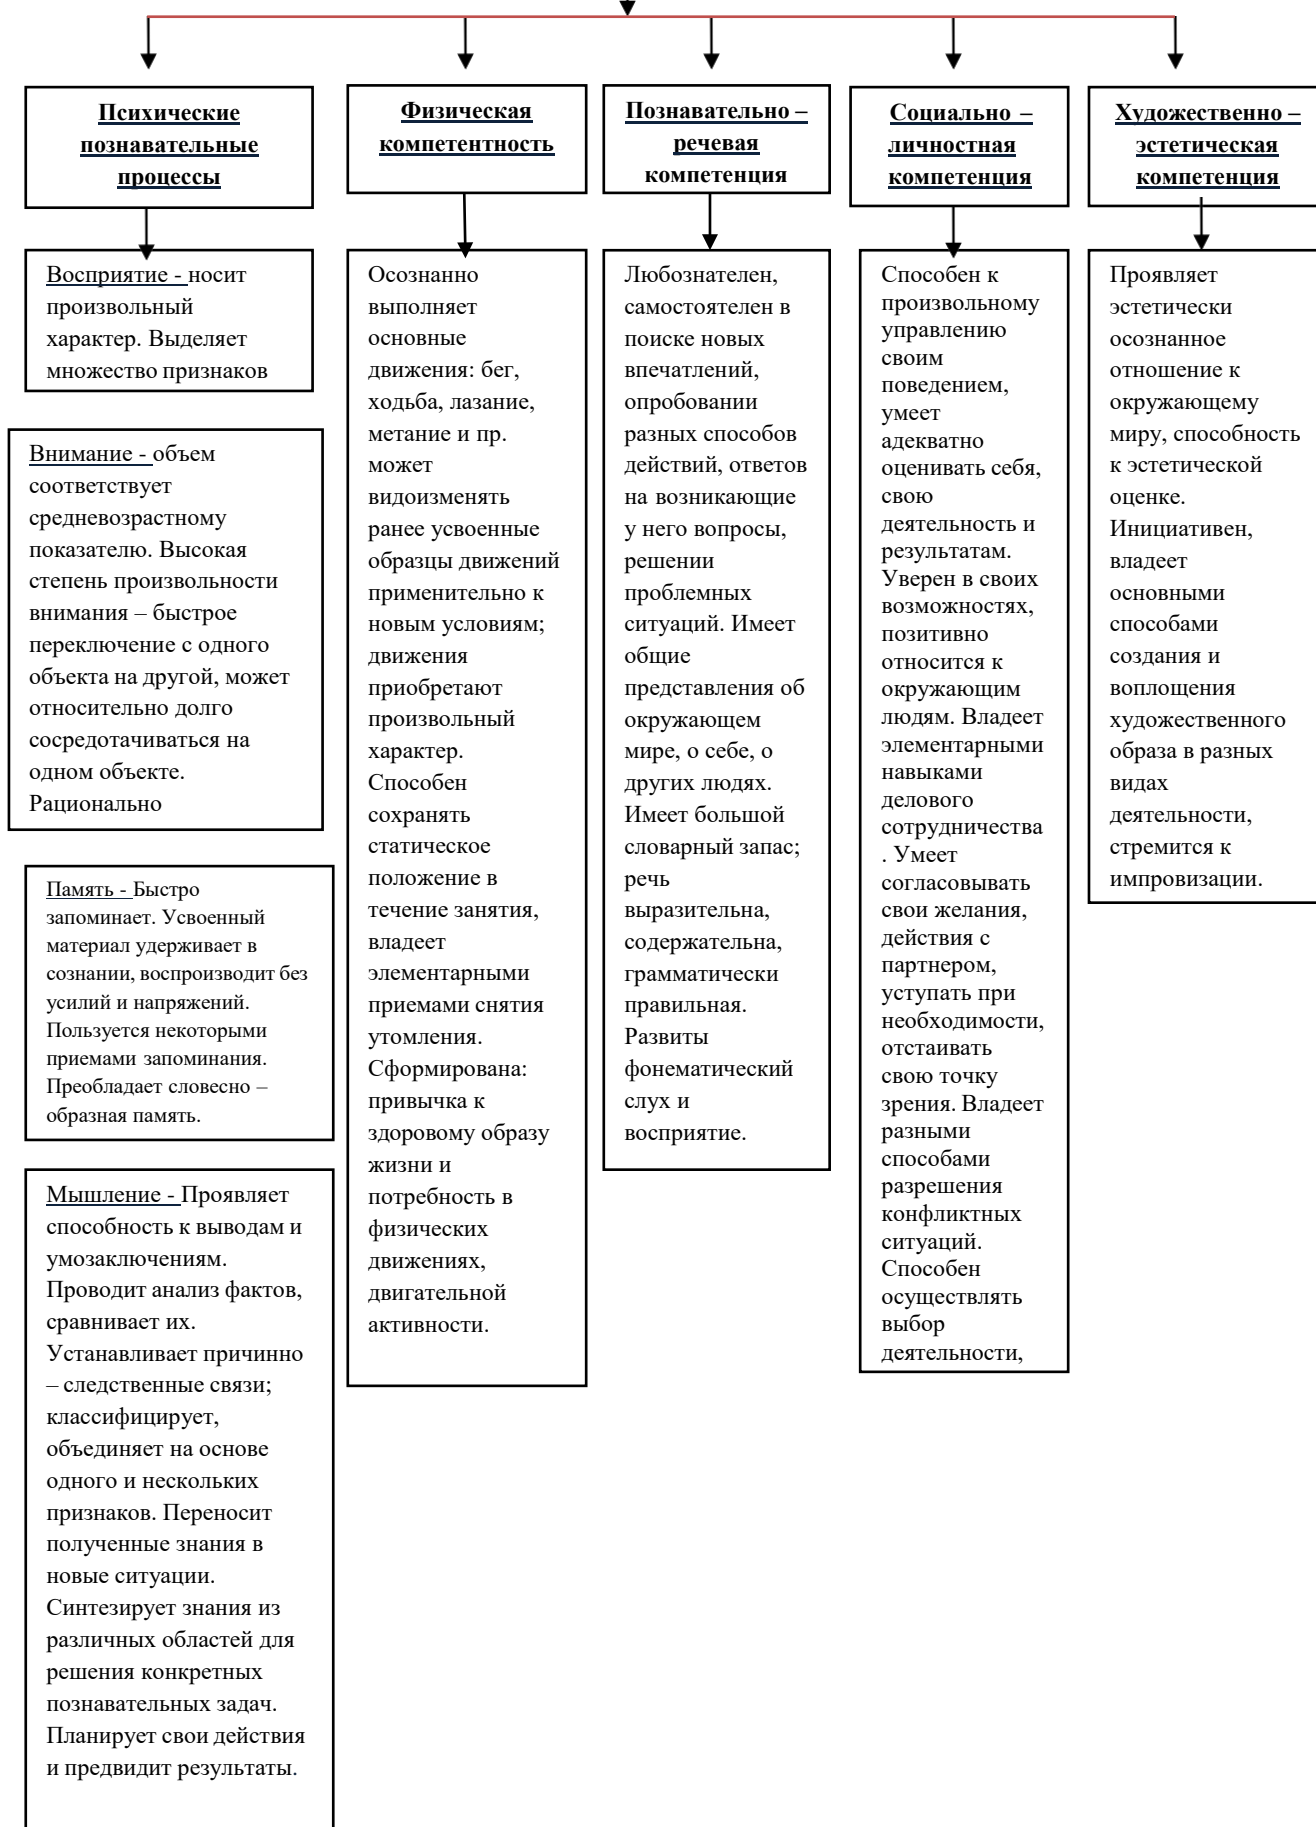 Психические
познавательные
процессы
Физическая
компетентность
Познавательно –
речевая
компетенция
Социально –
личностная
компетенция
Художественно –
эстетическая
компетенция
Восприятие - носит
произвольный
характер. Выделяет
множество признаков
Внимание - объем
соответствует
средневозрастному
показателю. Высокая
степень произвольности
внимания – быстрое
переключение с одного
объекта на другой, может
относительно долго
сосредотачиваться на
одном объекте.
Рационально
Память - Быстро
запоминает. Усвоенный
материал удерживает в
сознании, воспроизводит без
усилий и напряжений.
Пользуется некоторыми
приемами запоминания.
Преобладает словесно –
образная память.
Мышление - Проявляет
способность к выводам и
умозаключениям.
Проводит анализ фактов,
сравнивает их.
Устанавливает причинно
– следственные связи;
классифицирует,
объединяет на основе
одного и нескольких
признаков. Переносит
полученные знания в
новые ситуации.
Синтезирует знания из
различных областей для
решения конкретных
познавательных задач.
Планирует свои действия
и предвидит результаты.
Осознанно
выполняет
основные
движения: бег,
ходьба, лазание,
метание и пр.
может
видоизменять
ранее усвоенные
образцы движений
применительно к
новым условиям;
движения
приобретают
произвольный
характер.
Способен
сохранять
статическое
положение в
течение занятия,
владеет
элементарными
приемами снятия
утомления.
Сформирована:
привычка к
здоровому образу
жизни и
потребность в
физических
движениях,
двигательной
активности.
Любознателен,
самостоятелен в
поиске новых
впечатлений,
опробовании
разных способов
действий, ответов
на возникающие
у него вопросы,
решении
проблемных
ситуаций. Имеет
общие
представления об
окружающем
мире, о себе, о
других людях.
Имеет большой
словарный запас;
речь
выразительна,
содержательна,
грамматически
правильная.
Развиты
фонематический
слух и
восприятие.
Способен к
произвольному
управлению
своим
поведением,
умеет
адекватно
оценивать себя,
свою
деятельность и
результатам.
Уверен в своих
возможностях,
позитивно
относится к
окружающим
людям. Владеет
элементарными
навыками
делового
сотрудничества
. Умеет
согласовывать
свои желания,
действия с
партнером,
уступать при
необходимости,
отстаивать
свою точку
зрения. Владеет
разными
способами
разрешения
конфликтных
ситуаций.
Способен
осуществлять
выбор
деятельности,
Проявляет
эстетически
осознанное
отношение к
окружающему
миру, способность
к эстетической
оценке.
Инициативен,
владеет
основными
способами
создания и
воплощения
художественного
образа в разных
видах
деятельности,
стремится к
импровизации.